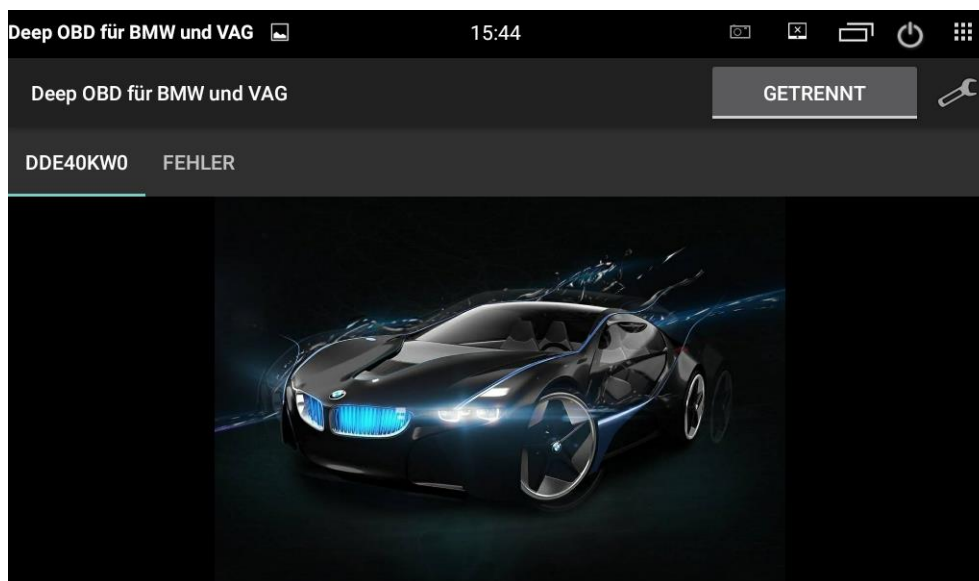 Deep OBD für BMW und VAG
15:44
Deep OBD für BMW und VAG
GETRENNT
DDE40KW0
FEHLER